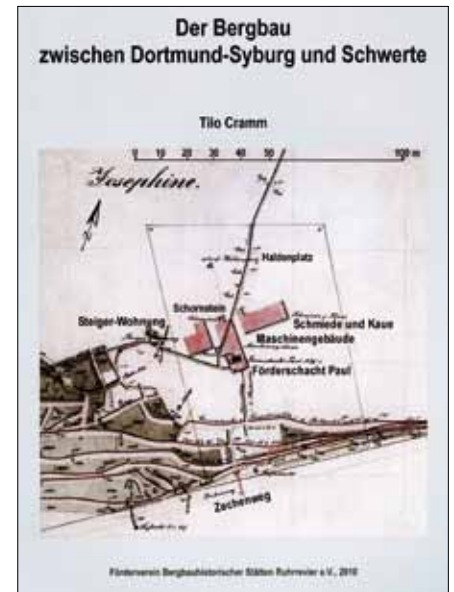 Der Bergbau
zwischen Dortmund-Syburg und Schwerte
Tilo Cramm
0 10 20 30 40 50 100 m
Josephine.
Haldenplatz
Schornstein
Steiger-Wohnung
Schmiede und Kaue
Maschinengebäude
Förderschacht Paul
Zechenweg
Förderverein Bergbauhistorischer Stätten Ruhrrevier e.V., 2010